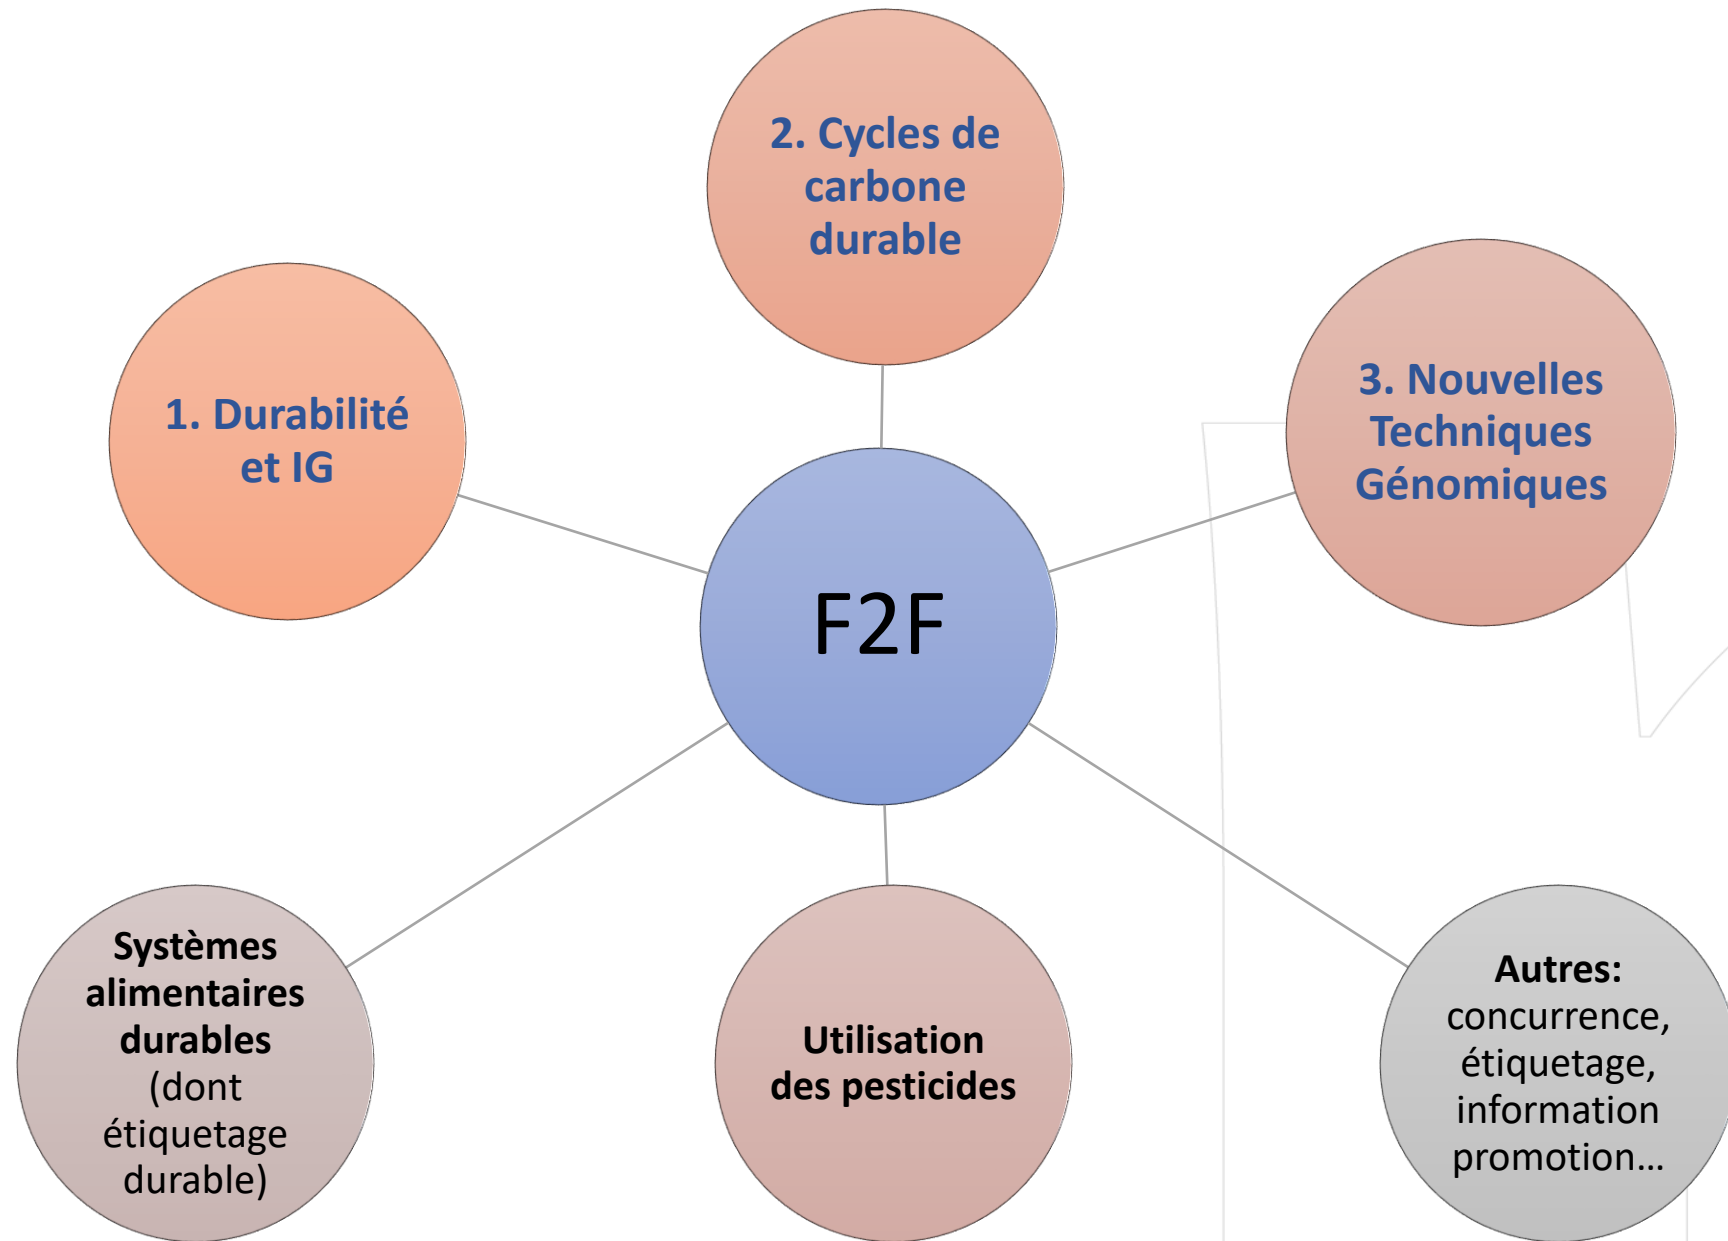 2. Cycles de
carbone
durable
1. Durabilité
et IG
3. Nouvelles
Techniques
Génomiques
F2F
Systèmes
alimentaires
durables
(dont
étiquetage
durable)
Utilisation
des pesticides
Autres:
concurrence,
étiquetage,
information
promotion...